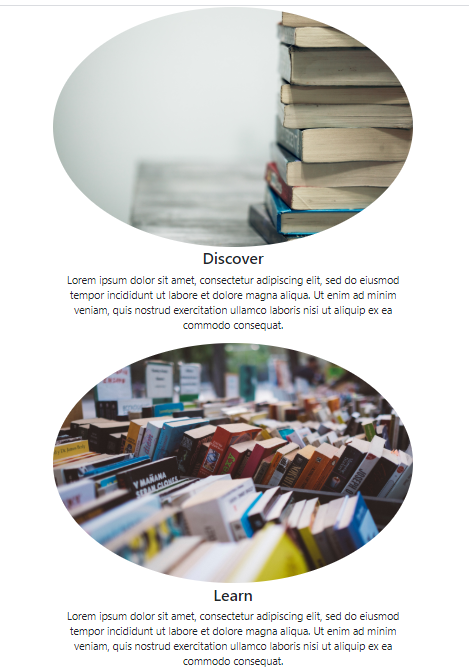 Discover
Lorem ipsum dolor sit amet, consectetur adipiscing elit, sed do eiusmod
tempor incididunt ut labore et dolore magna aliqua. Ut enim ad minim
veniam, quis nostrud exercitation ullamco laboris nisi ut aliquip ex ea
commodo consequat.
Y MAÑANA
SERAN CLONES
Learn
Lorem ipsum dolor sit amet, consectetur adipiscing elit, sed do eiusmod
tempor incididunt ut labore et dolore magna aliqua. Ut enim ad minim
veniam, quis nostrud exercitation ullamco laboris nisi ut aliquip ex ea
commodo consequat.